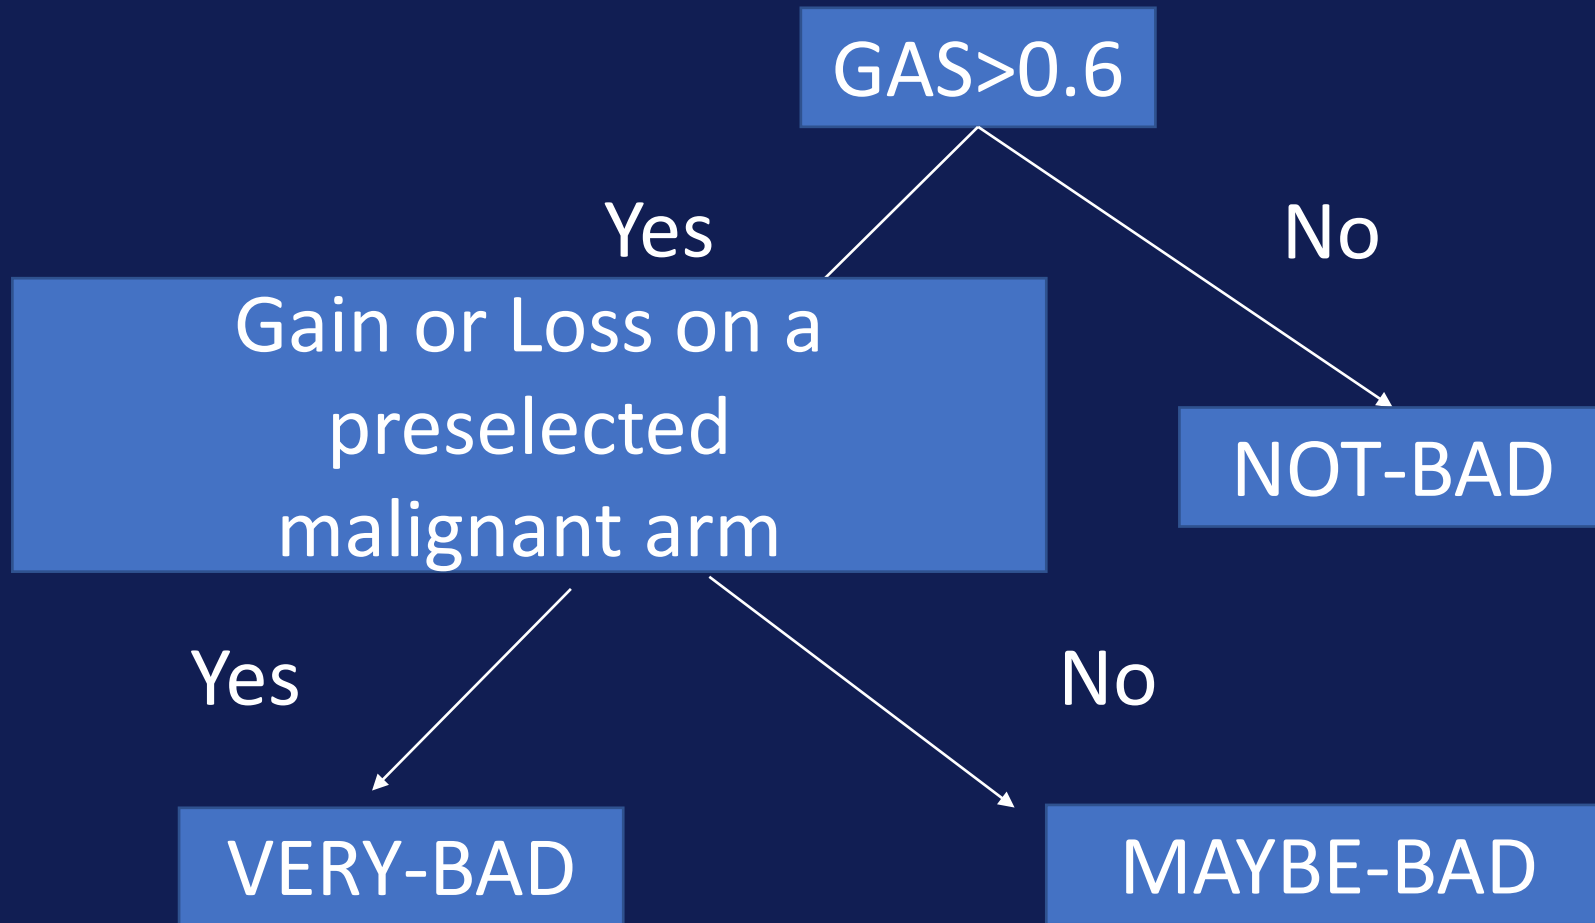 GAS>0.6
Yes
No
Gain or Loss on a
preselected
malignant arm
NOT-BAD
Yes
No
VERY-BAD
MAYBE-BAD